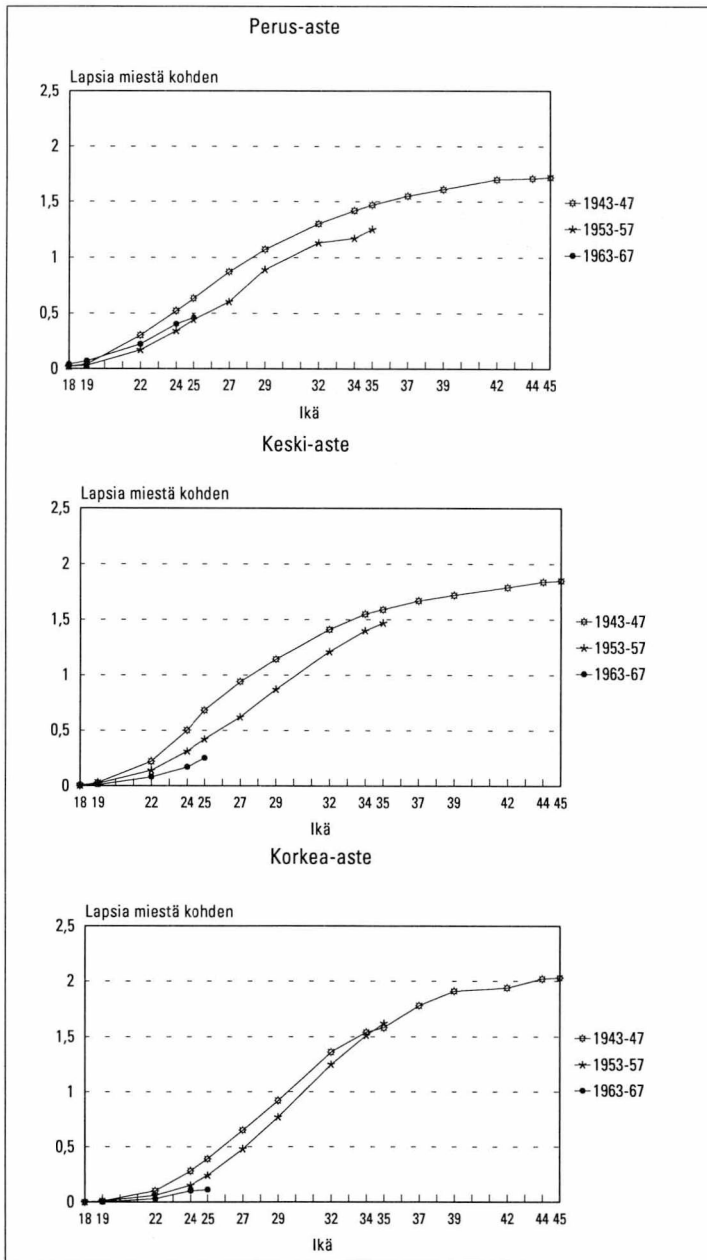 Perus-aste
Lapsia miestä kohden
2,5
2
1,5
1
0,5
0
18 19 22 24 25 27 29 32 34 35 37 39 42 44 45
Ikä
1943-47
1953-57
1963-67
Keski-aste
Lapsia miestä kohden
2,5
2
1,5
1
0,5
0
18 19 22 24 25 27 29 32 34 35 37 39 42 44 45
Ikä
1943-47
1953-57
1963-67
Korkea-aste
Lapsia miestä kohden
2,5
2
1,5
1
0,5
0
18 19 22 24 25 27 29 32 34 35 37 39 42 44 45
Ikä
1943-47
1953-57
1963-67